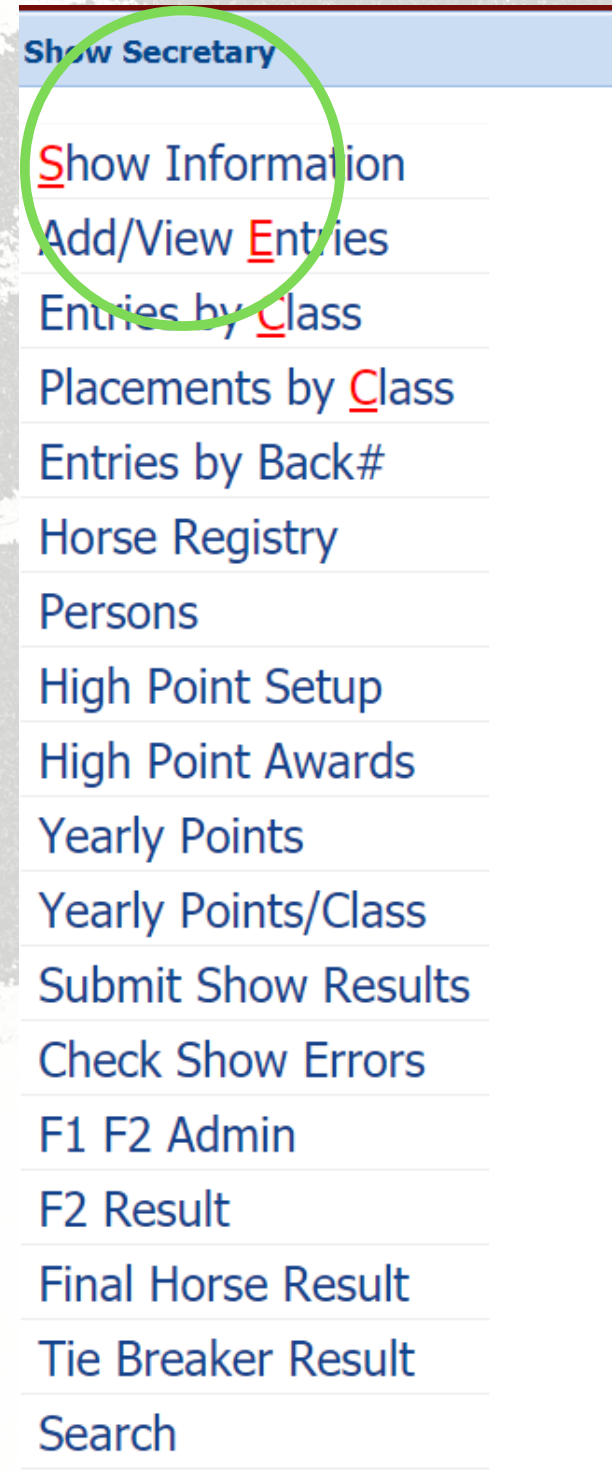 Show Secretary
Show Information
Add/View Entries
Entries by Class
Placements by Class
Entries by Back#
Horse Registry
Persons
High Point Setup
High Point Awards
Yearly Points
Yearly Points/Class
Submit Show Results
Check Show Errors
F1 F2 Admin
F2 Result
Final Horse Result
Tie Breaker Result
Search